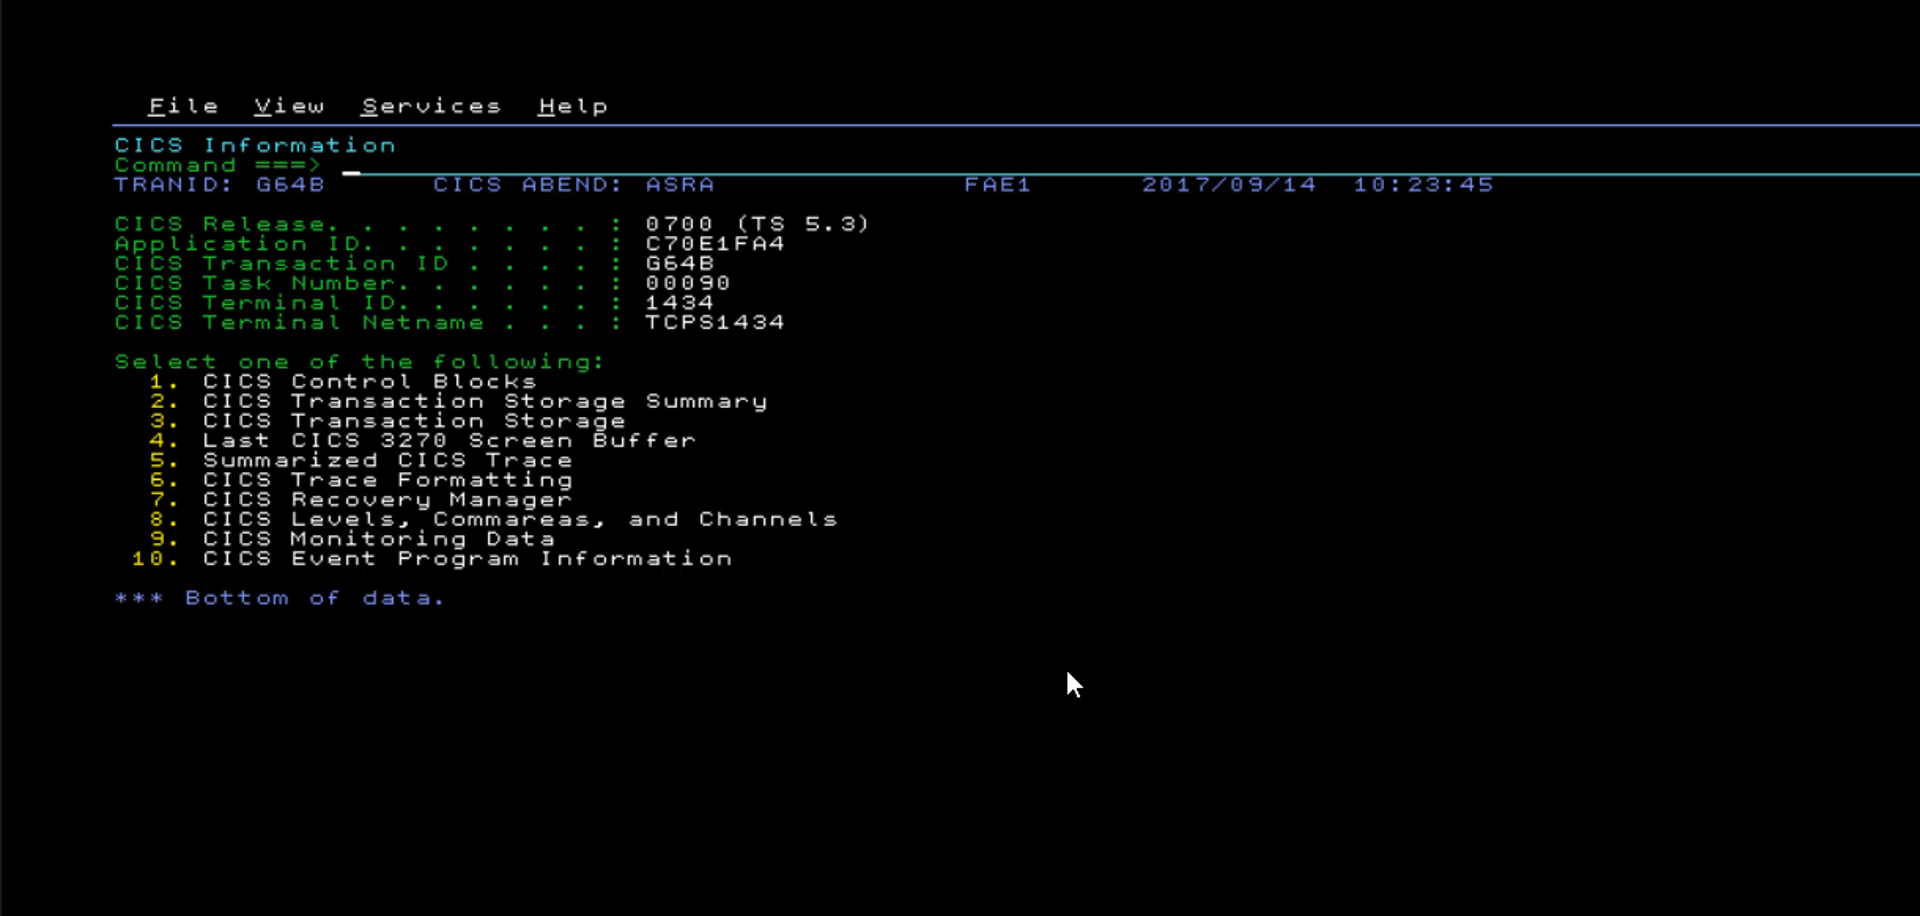 File View Services Help
CICS Information
Command ===>
TRANID: G64B CICS ABEND: ASRA FAE1 2017/09/14 10:23:45
CICS Release. . . . . . . : 0700 (TS 5.3)
Application ID. . . . . . : C70E1FA4
CICS Transaction ID . . . . : G64B
CICS Task Number. . . . . : 00090
CICS Terminal ID. . . . . : 1434
CICS Terminal Netname . . . : TCPS1434
Select one of the following:
1. CICS Control Blocks
2. CICS Transaction Storage Summary
3. CICS Transaction Storage
4. Last CICS 3270 Screen Buffer
5. Summarized CICS Trace
6. CICS Trace Formatting
7. CICS Recovery Manager
8. CICS Levels, Commareas, and Channels
9. CICS Monitoring Data
10. CICS Event Program Information
*** Bottom of data.